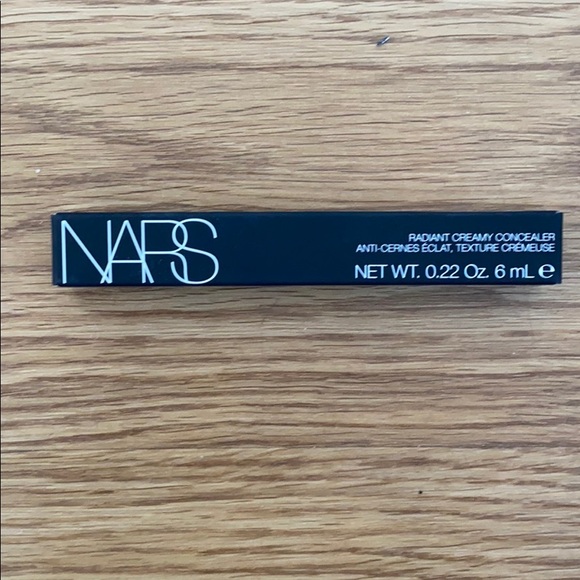 NARS
RADIANT CREAMY CONCEALER
ANTI-CERNES ÉCLAT, TEXTURE CRÉMEUSE
NET WT. 0.22 Oz. 6 mL ℮